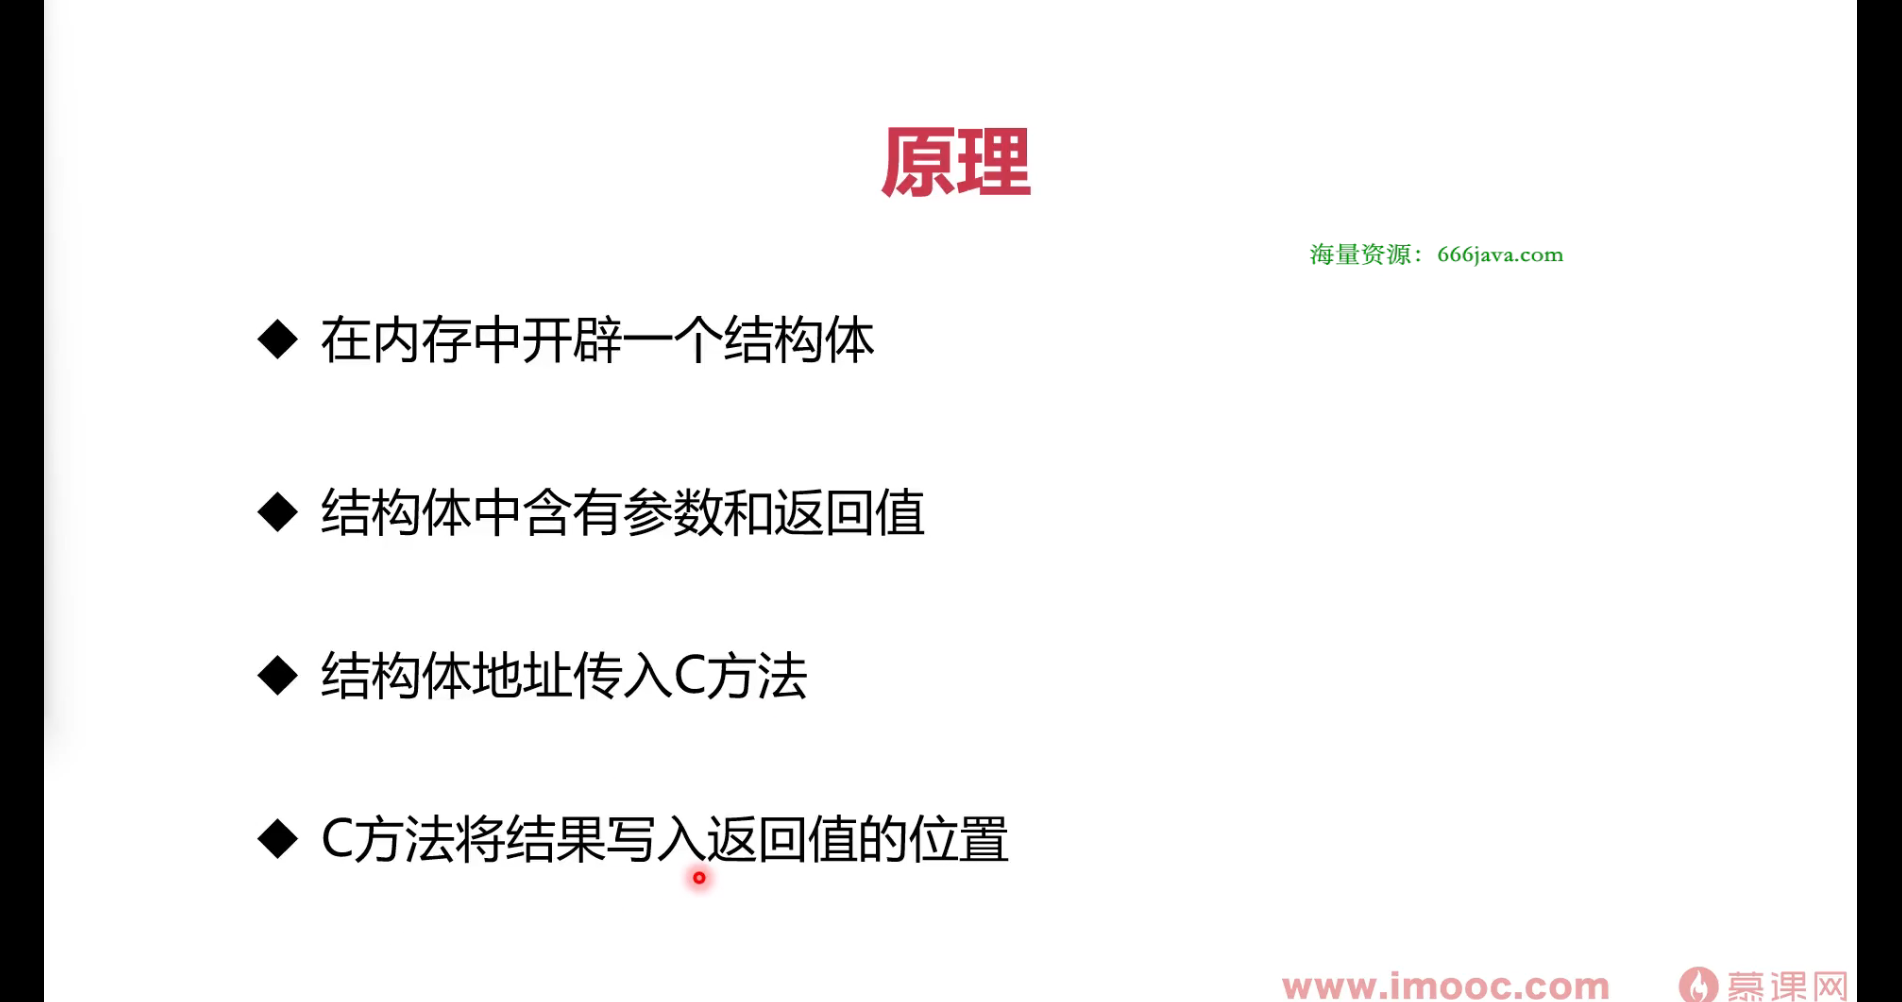 原理
海量资源：666java.com
◆ 在内存中开辟一个结构体
◆ 结构体中含有参数和返回值
◆ 结构体地址传入C方法
◆ C方法将结果写入返回值的位置
www.imooc.com 慕课网